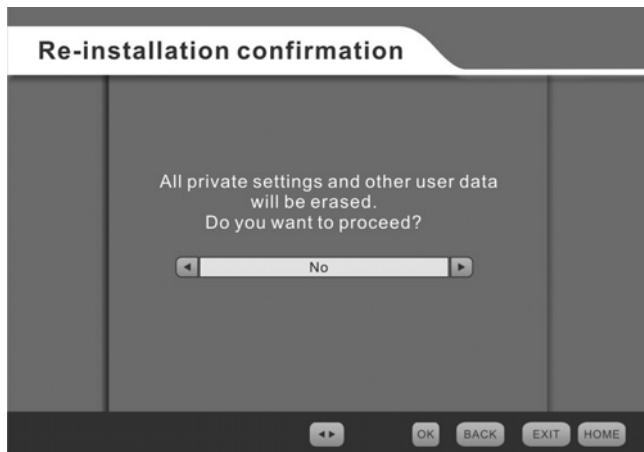 Re-installation confirmation
All private settings and other user data
will be erased.
Do you want to proceed?
No
OK BACK EXIT HOME